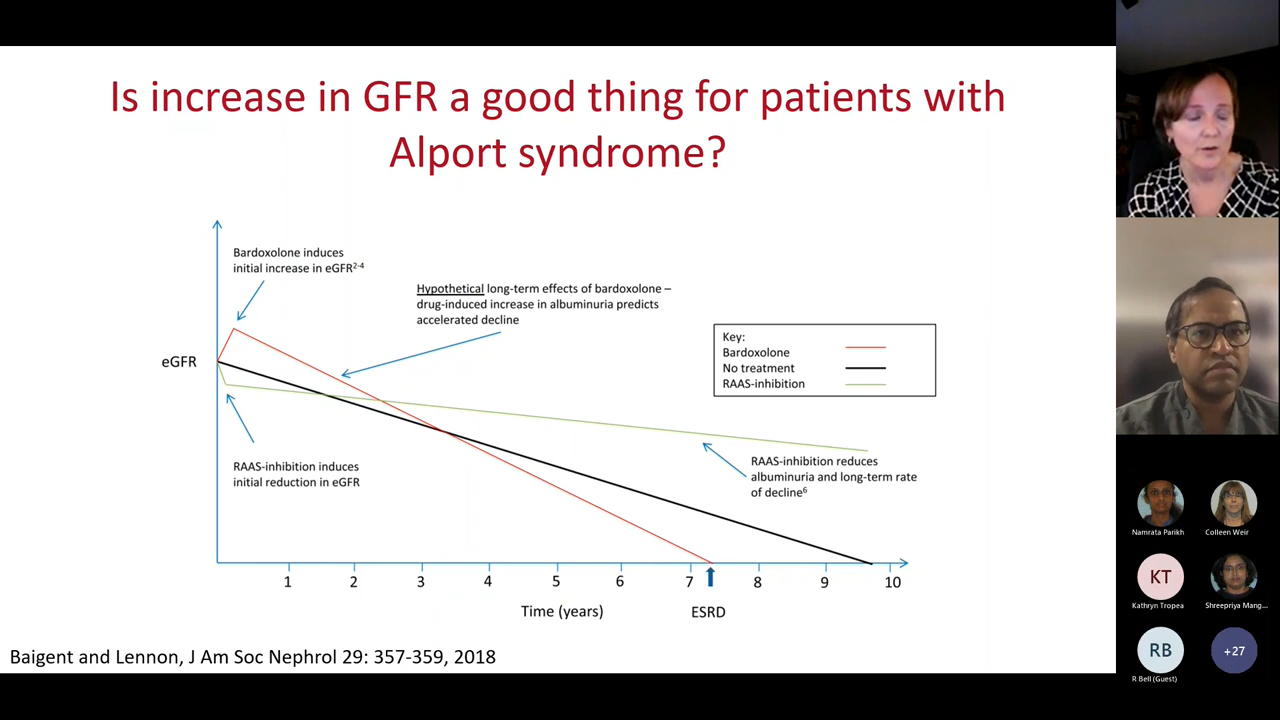 Is increase in GFR a good thing for patients with
Alport syndrome?
Bardoxolone induces
initial increase in eGFR2-4
Hypothetical long-term effects of bardoxolone –
drug-induced increase in albuminuria predicts
accelerated decline
Key:
Bardoxolone
No treatment
RAAS-inhibition
eGFR
RAAS-inhibition induces
initial reduction in eGFR
RAAS-inhibition reduces
albuminuria and long-term rate
of decline6
1 2 3 4 5 6 7 8 9 10
Time (years)
ESRD
Baigent and Lennon, J Am Soc Nephrol 29: 357-359, 2018
Namrata Parikh
Colleen Weir
KT
Kathryn Tropea
Shreepriya Mang...
RB
R Bell (Guest)
+27